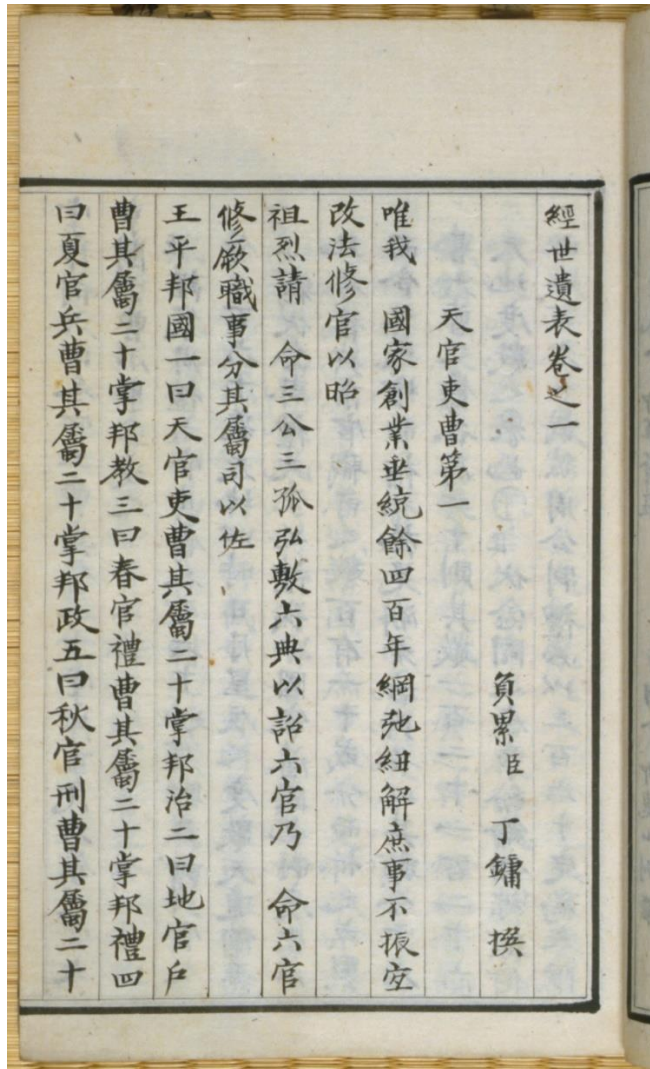 經世遺表卷之一
負累臣 丁鏞 撰
天官吏曹第一
唯我 國家創業垂統餘四百年綱弛紐解庶事不振宜
改法修官以昭
祖烈請 命三公三孤弘敷六典以詔六官乃 命六官
修厥職事分其屬司以佐
王平邦國一曰天官吏曹其屬二十掌邦治二曰地官戶
曹其屬二十掌邦教三曰春官禮曹其屬二十掌邦禮四
曰夏官兵曹其屬二十掌邦政五曰秋官刑曹其屬二十